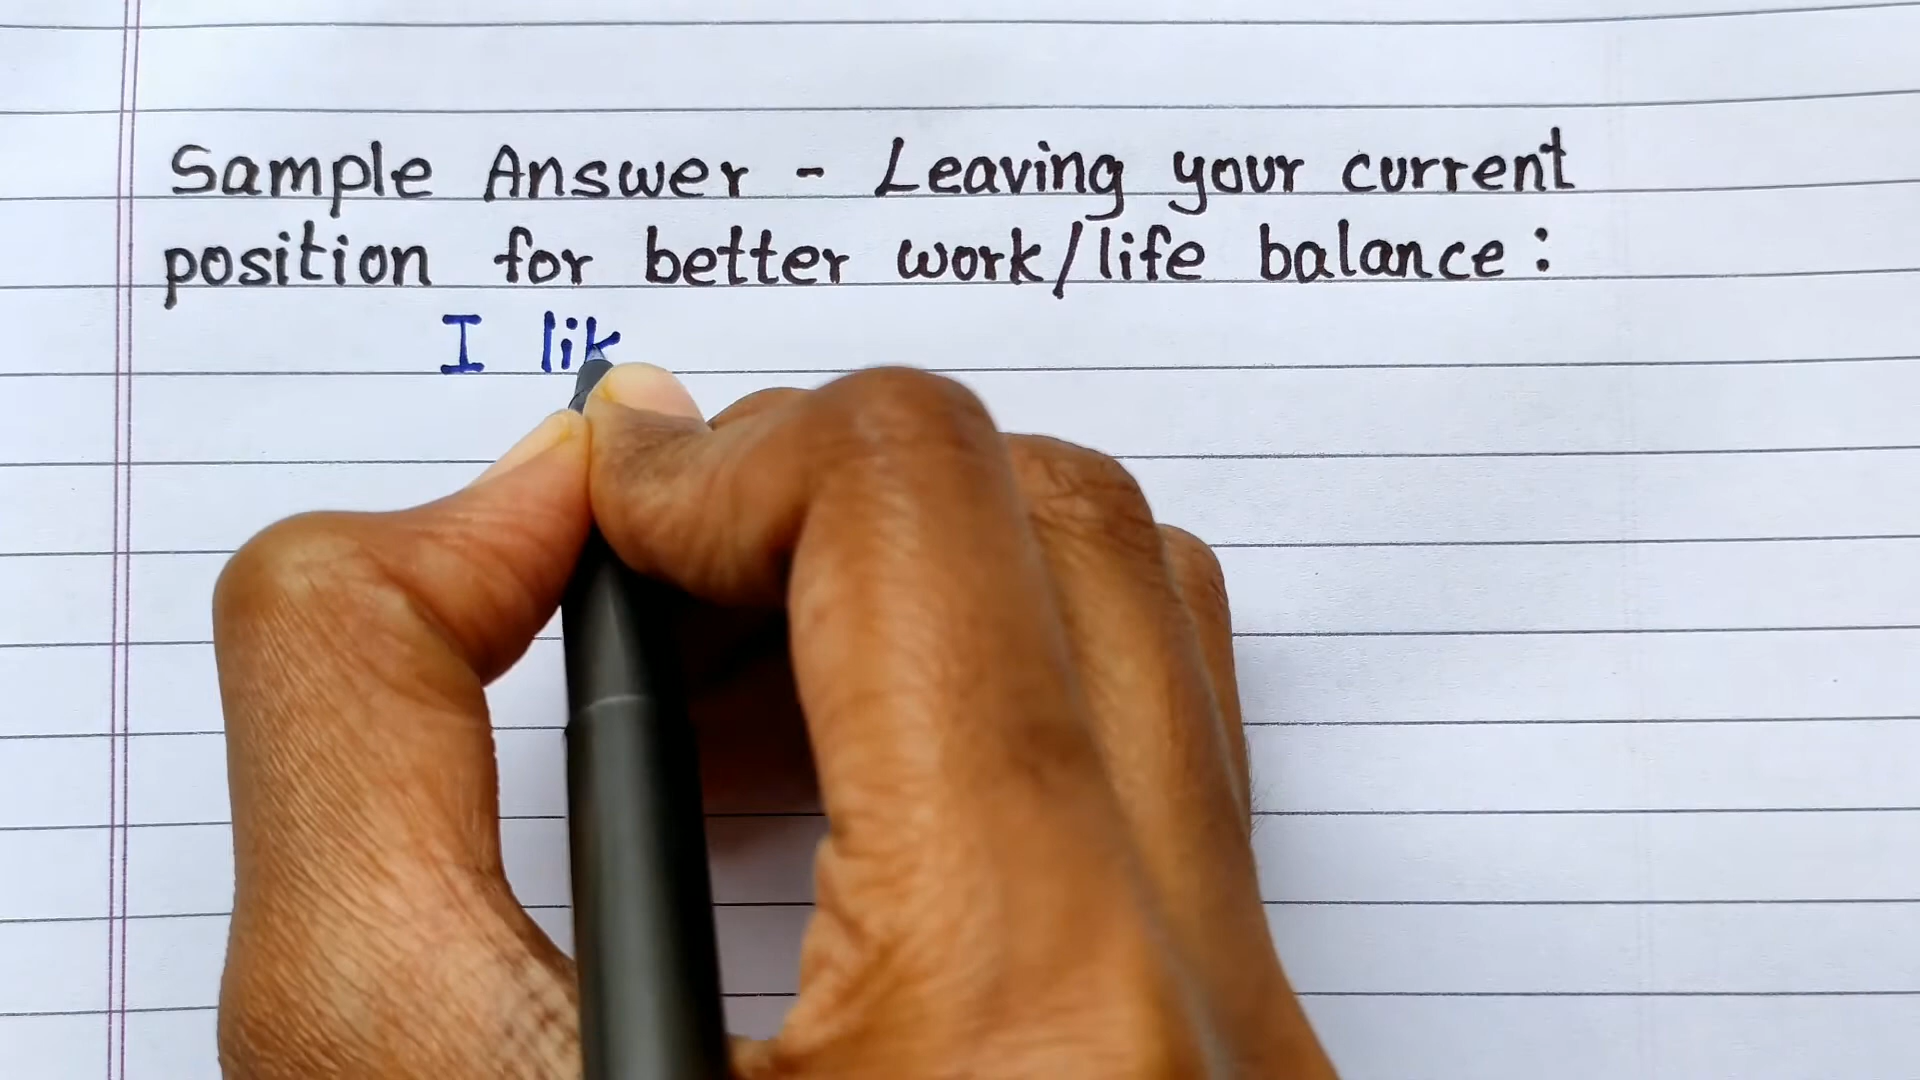 Sample Answer - Leaving your current
position for better work/life balance :
I lik